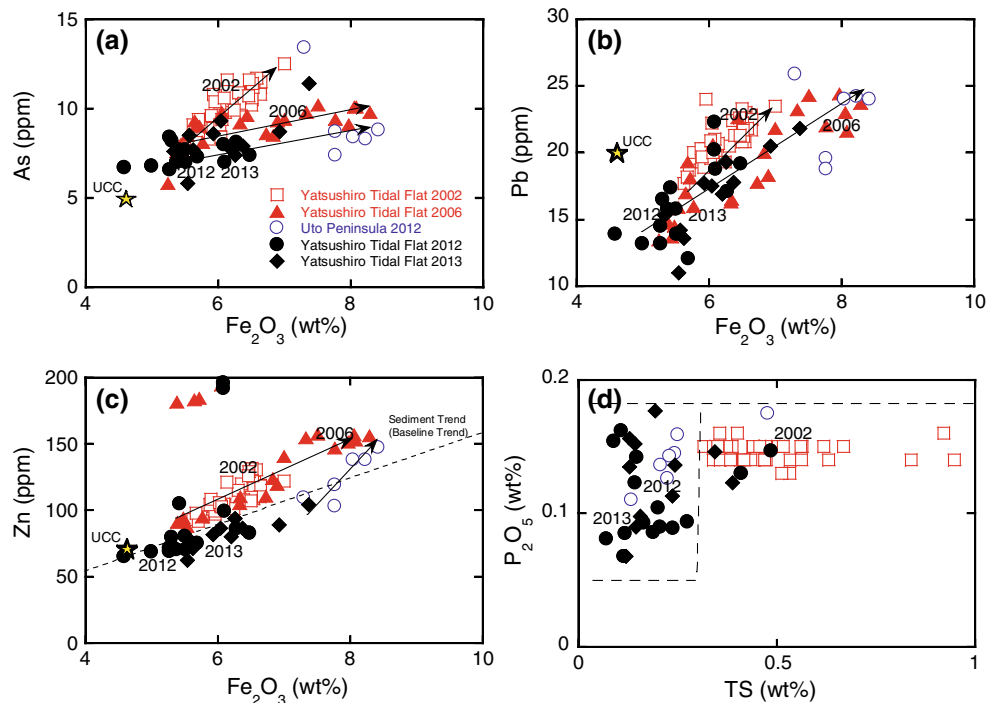 (a)
15
10
5
0
As (ppm)
2002
2006
2012
2013
UCC
Yatsushiro Tidal Flat 2002
Yatsushiro Tidal Flat 2006
Uto Peninsula 2012
Yatsushiro Tidal Flat 2012
Yatsushiro Tidal Flat 2013
4 6 8 10
Fe₂O₃ (wt%)
(b)
30
25
20
15
10
Pb (ppm)
2002
2006
UCC
2012
2013
4 6 8 10
Fe₂O₃ (wt%)
(c)
200
150
100
50
0
Zn (ppm)
Sediment Trend
(Baseline Trend)
2006
2002
UCC
2012
2013
4 6 8 10
Fe₂O₃ (wt%)
(d)
0.2
0.1
0
P₂O₅ (wt%)
2002
2012
2013
0 0.5 1
TS (wt%)